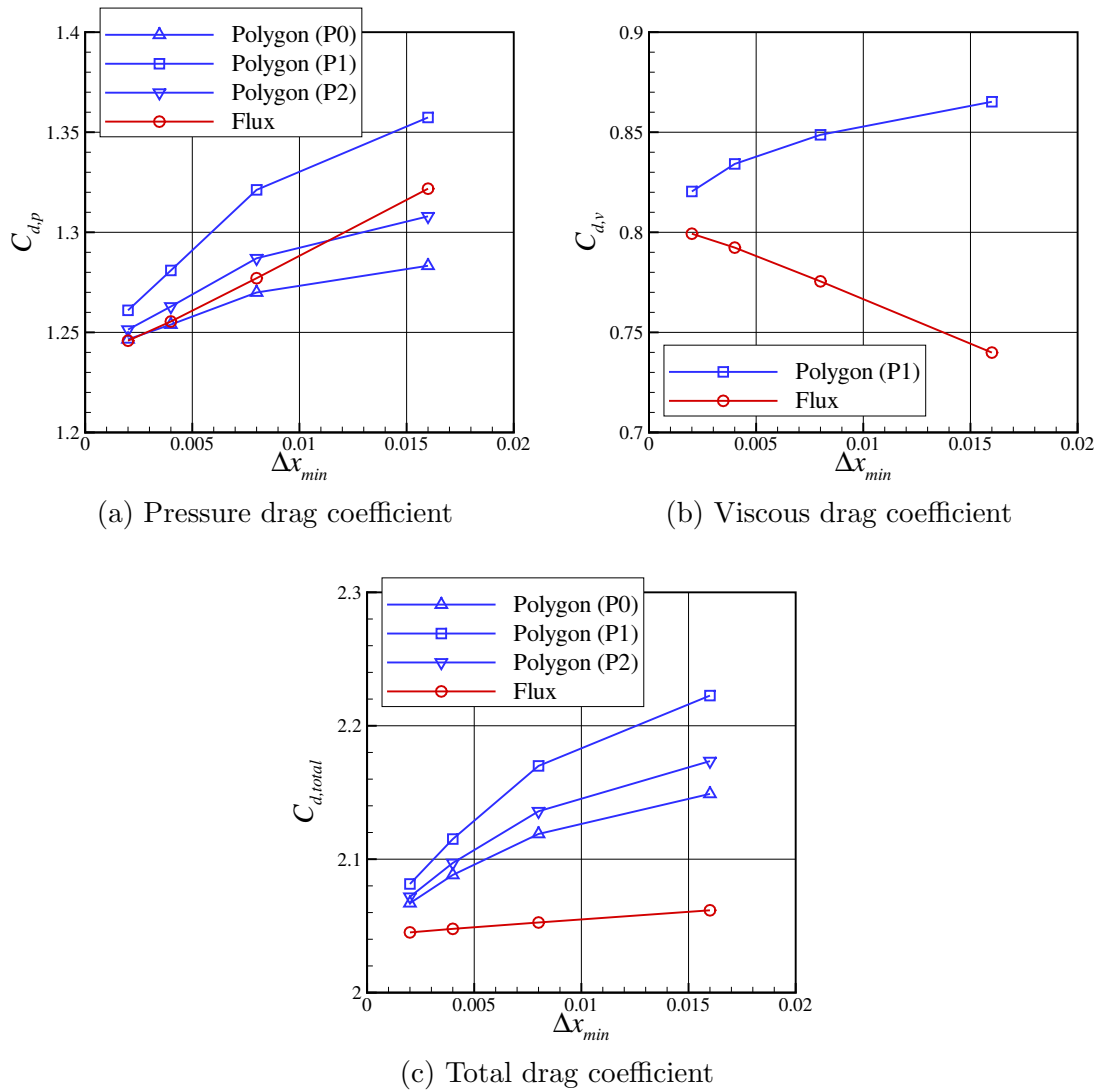 1.4
1.35
1.3
1.25
1.2
C_{d,p}
Polygon (P0)
Polygon (P1)
Polygon (P2)
Flux
0
0.005
0.01
0.015
0.02
Δx_{min}
(a) Pressure drag coefficient
0.9
0.85
0.8
0.75
0.7
C_{d,v}
Polygon (P1)
Flux
0
0.005
0.01
0.015
0.02
Δx_{min}
(b) Viscous drag coefficient
2.3
2.2
2.1
2
C_{d,total}
Polygon (P0)
Polygon (P1)
Polygon (P2)
Flux
0
0.005
0.01
0.015
0.02
Δx_{min}
(c) Total drag coefficient